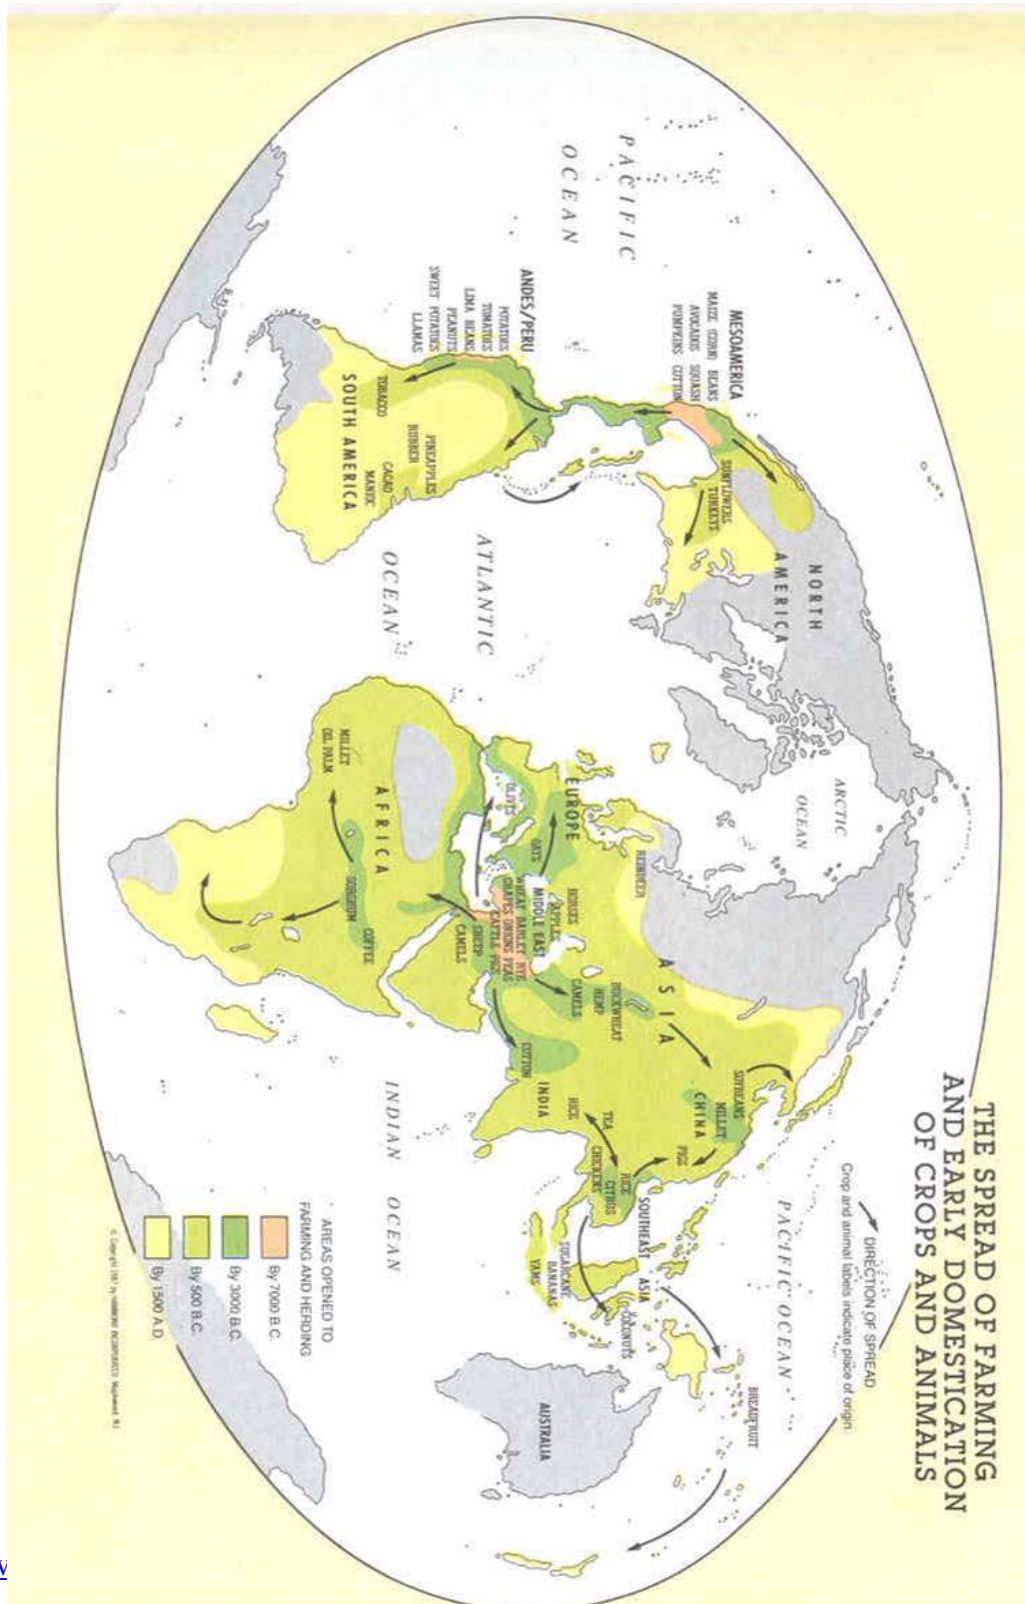 THE SPREAD OF FARMING
AND EARLY DOMESTICATION
OF CROPS AND ANIMALS
DIRECTION OF SPREAD
Crop and animal labels indicate place of origin.
ARCTIC
OCEAN
NORTH
AMERICA
SUNFLOWERS
TURKEYS
MESOAMERICA
MAIZE (CORN) BEANS
AVOCADOS SQUASH
PUMPKINS COTTON
PACIFIC
OCEAN
ANDES/PERU
POTATOES
TOMATOES
LIMA BEANS
PEANUTS
SWEET POTATOES
LLAMAS
TOBACCO
PINEAPPLES
RUBBER
CACAO
MANIOC
SOUTH AMERICA
ATLANTIC
OCEAN
EUROPE
REINDEER
OATS
OLIVES
HORSES
APPLES
MIDDLE EAST
WHEAT BARLEY RYE
GRAPES ONIONS PEAS
CATTLE PIGS
SHEEP
CAMELS
AFRICA
MILLET
OIL PALM
SORGHUM
COFFEE
ASIA
BUCKWHEAT
HEMP
CAMELS
COTTON
INDIA
RICE
TEA
SOYBEANS
MILLET
CHINA
PIGS
RICE
CITRUS
CHICKENS
SOUTHEAST ASIA
SUGARCANE
BANANAS
YAMS
COCONUTS
BREADFRUIT
PACIFIC OCEAN
INDIAN OCEAN
AUSTRALIA
AREAS OPENED TO
FARMING AND HERDING
By 7000 B.C.
By 3000 B.C.
By 500 B.C.
By 1500 A.D.
© Copyright 1987 by HAMMOND INCORPORATED, Maplewood, N.J.